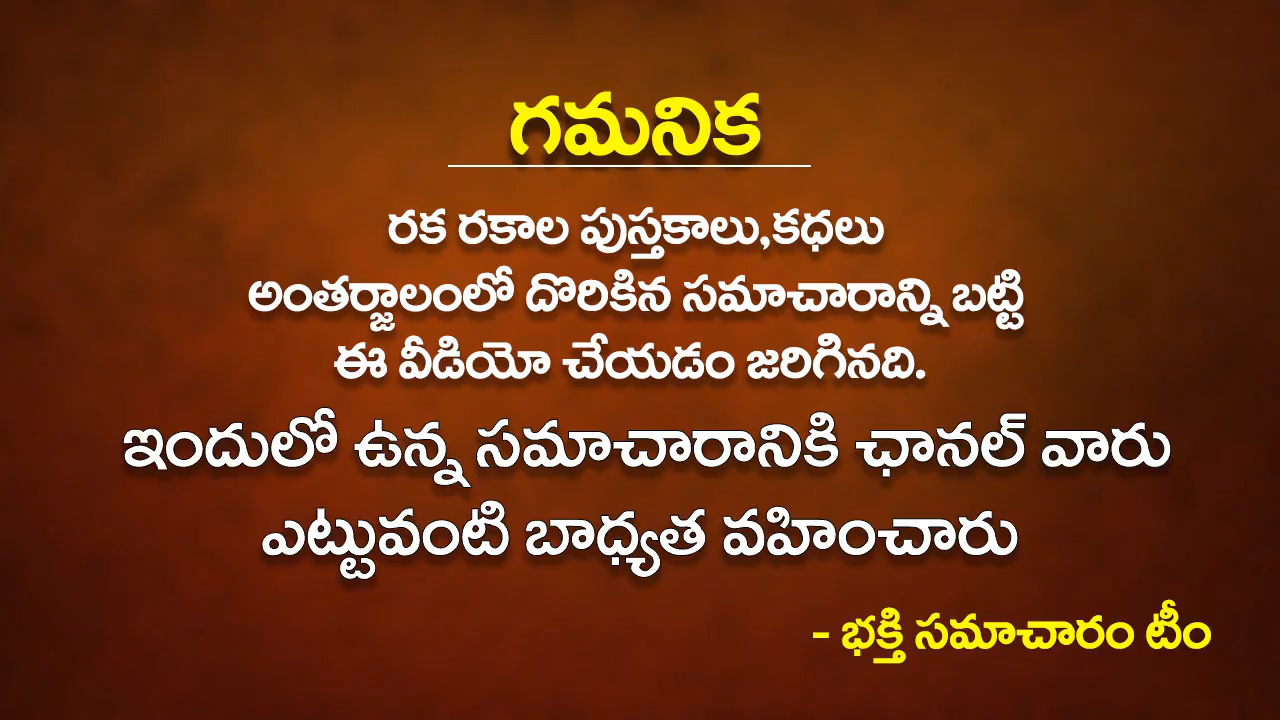 గమనిక
రక రకాల పుస్తకాలు,కధలు
అంతర్జాలంలో దొరికిన సమాచారాన్ని బట్టి
ఈ వీడియో చేయడం జరిగినది.
ఇందులో ఉన్న సమాచారానికి ఛానల్ వారు
ఎట్టువంటి బాధ్యత వహించారు
- భక్తి సమాచారం టీం